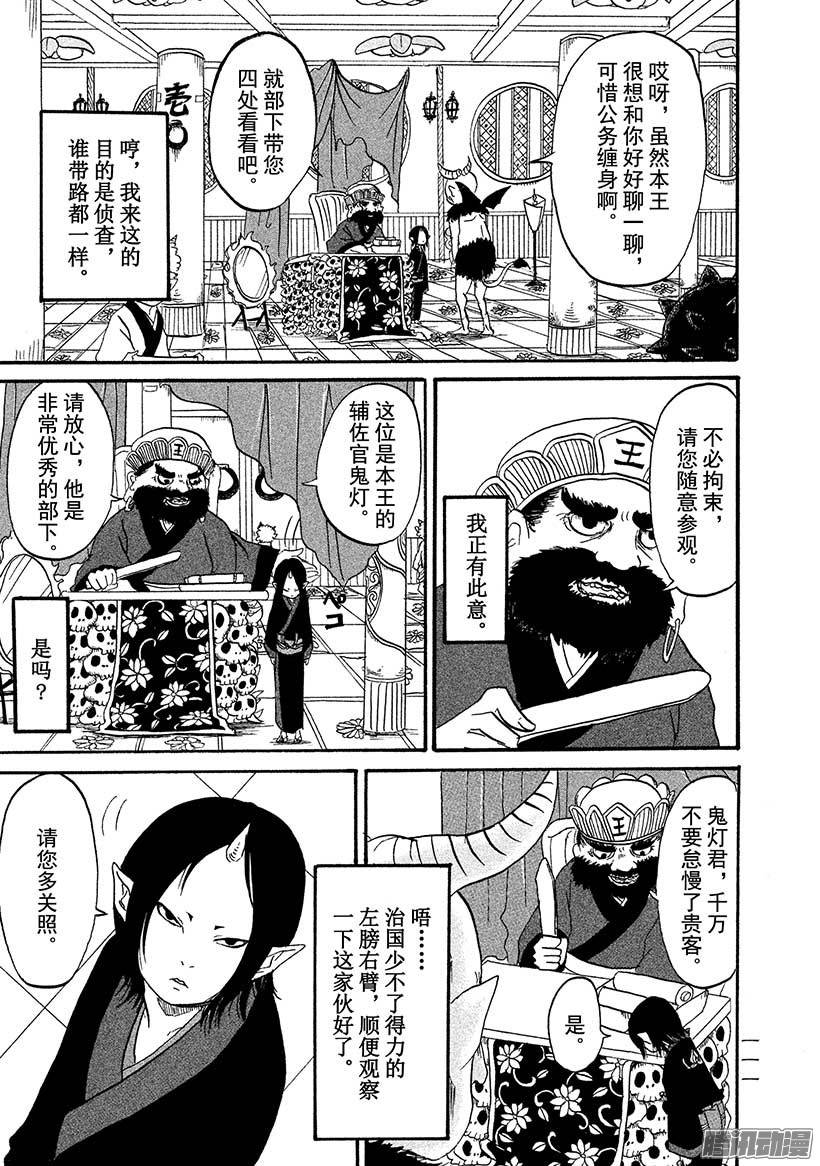 哎呀，虽然本王
很想和你好好聊一聊，
可惜公务缠身啊。
就部下带您
四处看看吧。
哼，我来这的
目的是侦查，
谁带路都一样。
壱
不必拘束，
请您随意参观。
王
我正有此意。
这位是本王的
辅佐官鬼灯。
请放心，他是
非常优秀的部下。
ペコ
是吗？
鬼灯君，千万
不要怠慢了贵客。
王
是。
唔……
治国少不了得力的
左膀右臂，顺便观察
一下这家伙好了。
请您多关照。
一一一
腾讯动漫